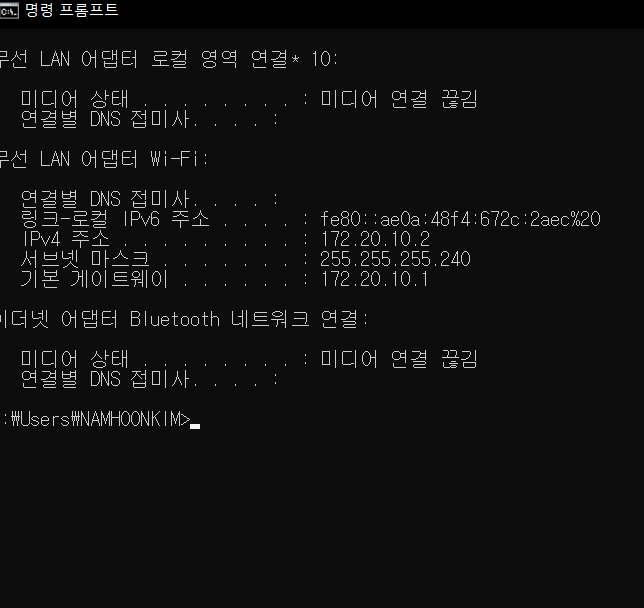 명령 프롬프트
무선 LAN 어댑터 로컬 영역 연결* 10:
미디어 상태 . . . . . . . . : 미디어 연결 끊김
연결별 DNS 접미사. . . . :
무선 LAN 어댑터 Wi-Fi:
연결별 DNS 접미사. . . . :
링크-로컬 IPv6 주소 . . . . : fe80::ae0a:48f4:672c:2aec%20
IPv4 주소 . . . . . . . . . : 172.20.10.2
서브넷 마스크 . . . . . . . : 255.255.255.240
기본 게이트웨이 . . . . . . : 172.20.10.1
이더넷 어댑터 Bluetooth 네트워크 연결:
미디어 상태 . . . . . . . . : 미디어 연결 끊김
연결별 DNS 접미사. . . . :
:₩Users₩NAMHOONKIM>